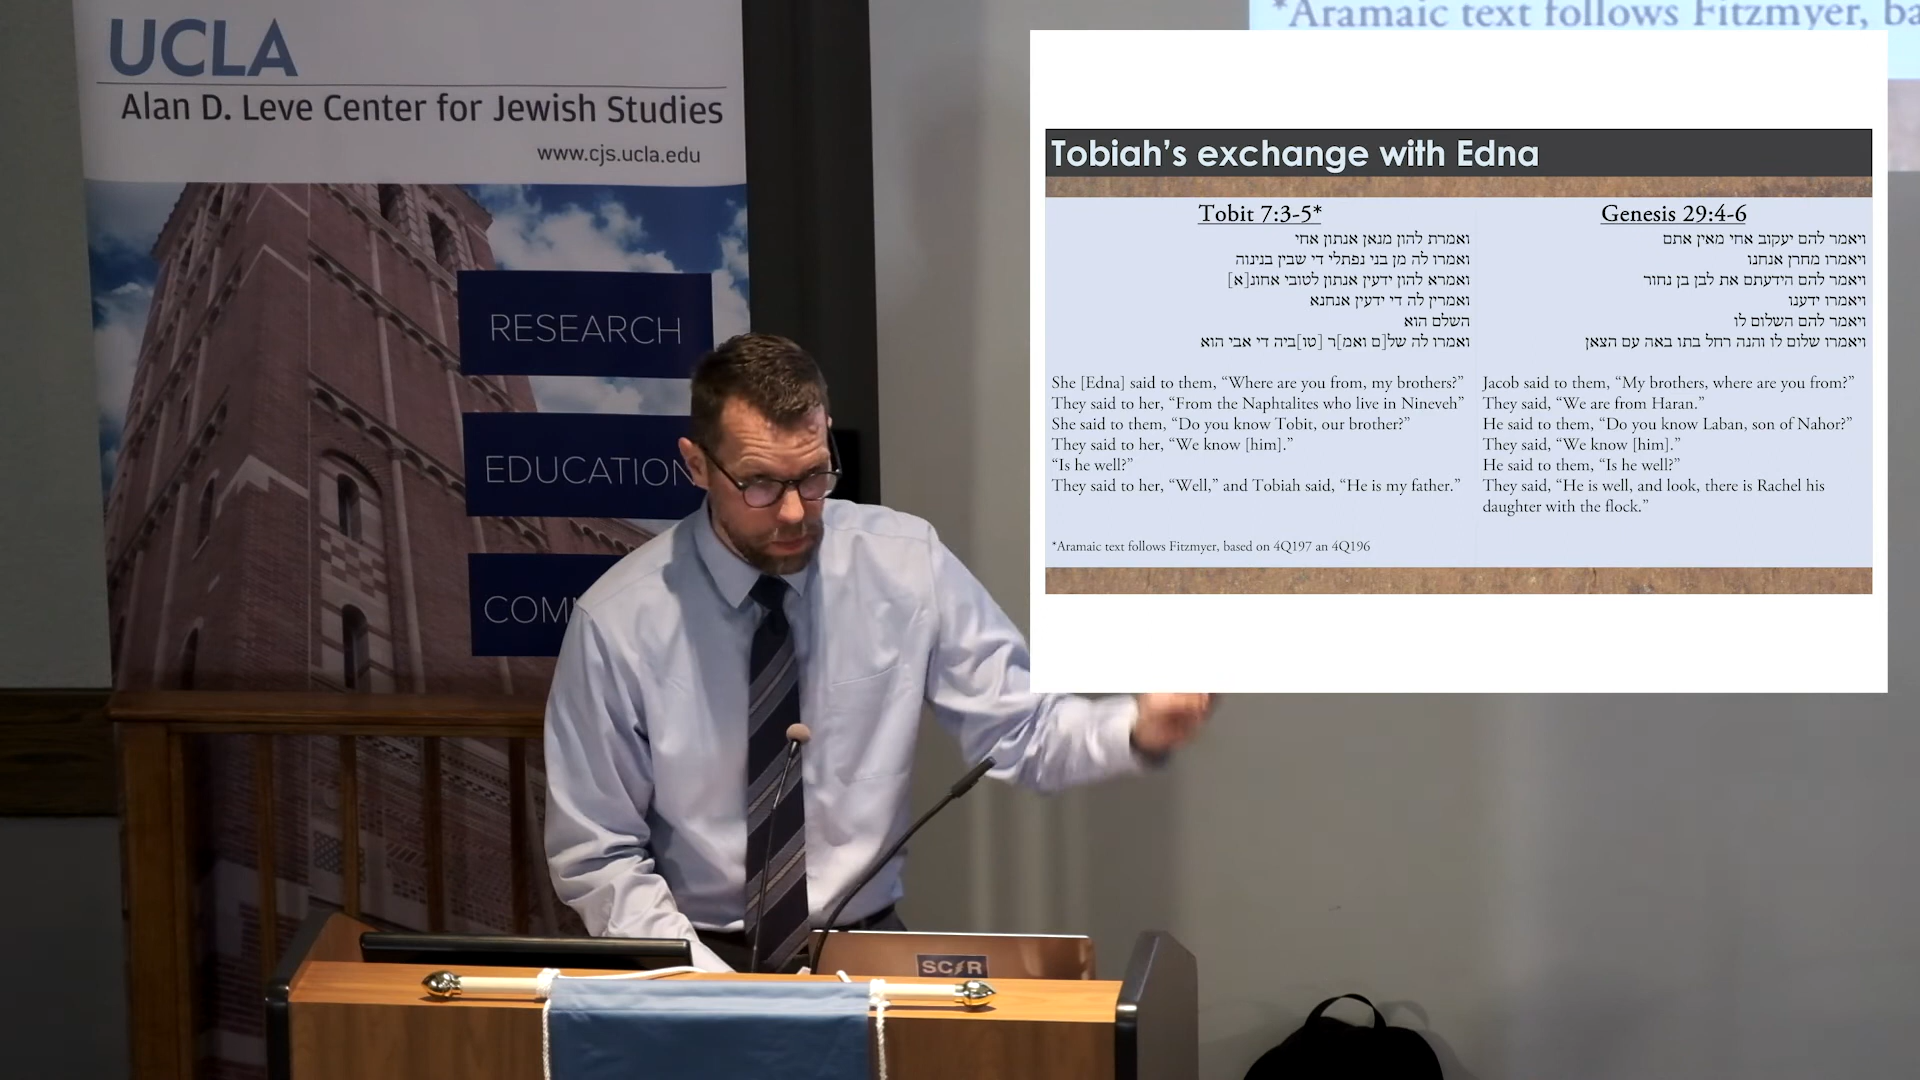 UCLA
Alan D. Leve Center for Jewish Studies
www.cjs.ucla.edu
RESEARCH
EDUCATION
COM
*Aramaic text follows Fitzmyer, ba
Tobiah’s exchange with Edna
Tobit 7:3-5*
ואמרת להון מנאן אנתון אחי
ואמרו לה מן בני נפתלי די שבין בנינוה
ואמרא להון ידעין אנתון לטובי אחונ[א]
ואמרין לה די ידעין אנחנא
השלם הוא
ואמרו לה של[ם ואמ]ר [טו]ביה די אבי הוא
She [Edna] said to them, “Where are you from, my brothers?”
They said to her, “From the Naphtalites who live in Nineveh”
She said to them, “Do you know Tobit, our brother?”
They said to her, “We know [him].”
“Is he well?”
They said to her, “Well,” and Tobiah said, “He is my father.”
*Aramaic text follows Fitzmyer, based on 4Q197 an 4Q196
Genesis 29:4-6
ויאמר להם יעקוב אחי מאין אתם
ויאמרו מחרן אנחנו
ויאמר להם הידעתם את לבן בן נחור
ויאמרו ידענו
ויאמר להם השלום לו
ויאמרו שלום לו והנה רחל בתו באה עם הצאן
Jacob said to them, “My brothers, where are you from?”
They said, “We are from Haran.”
He said to them, “Do you know Laban, son of Nahor?”
They said, “We know [him].”
He said to them, “Is he well?”
They said, “He is well, and look, there is Rachel his
daughter with the flock.”